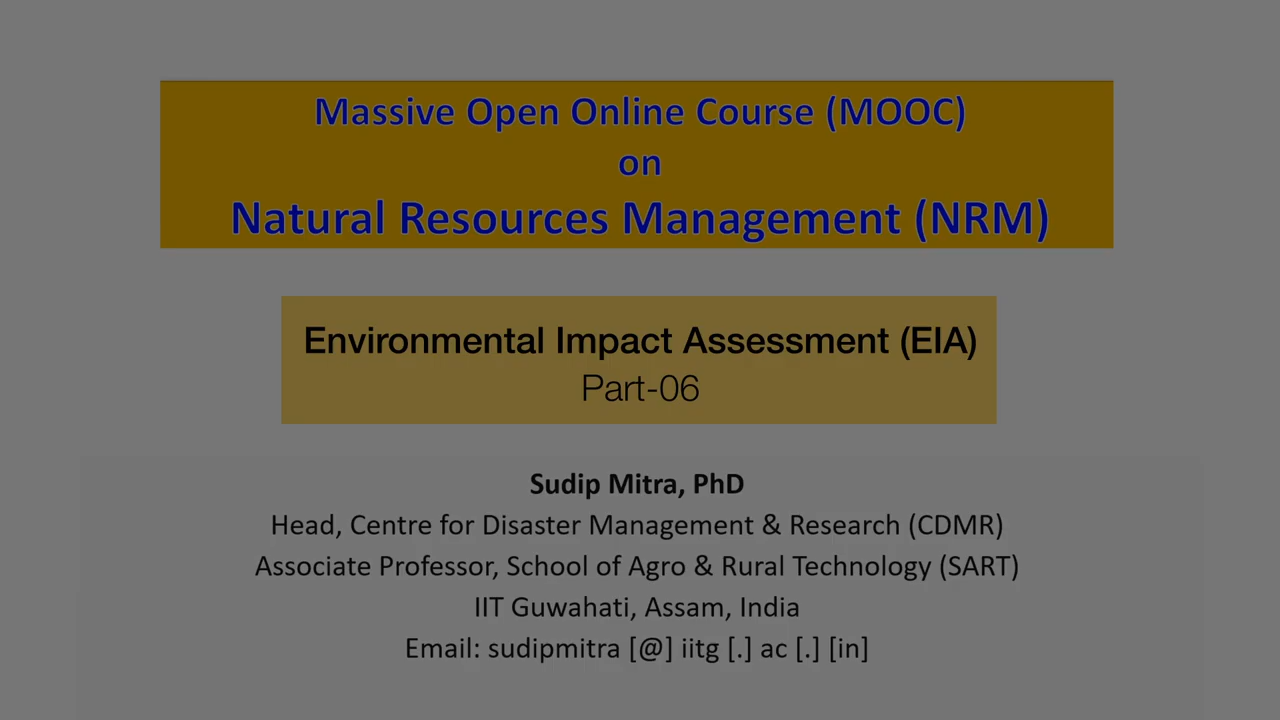 Massive Open Online Course (MOOC)
on
Natural Resources Management (NRM)
Environmental Impact Assessment (EIA)
Part-06
Sudip Mitra, PhD
Head, Centre for Disaster Management & Research (CDMR)
Associate Professor, School of Agro & Rural Technology (SART)
IIT Guwahati, Assam, India
Email: sudipmitra [@] iitg [.] ac [.] [in]